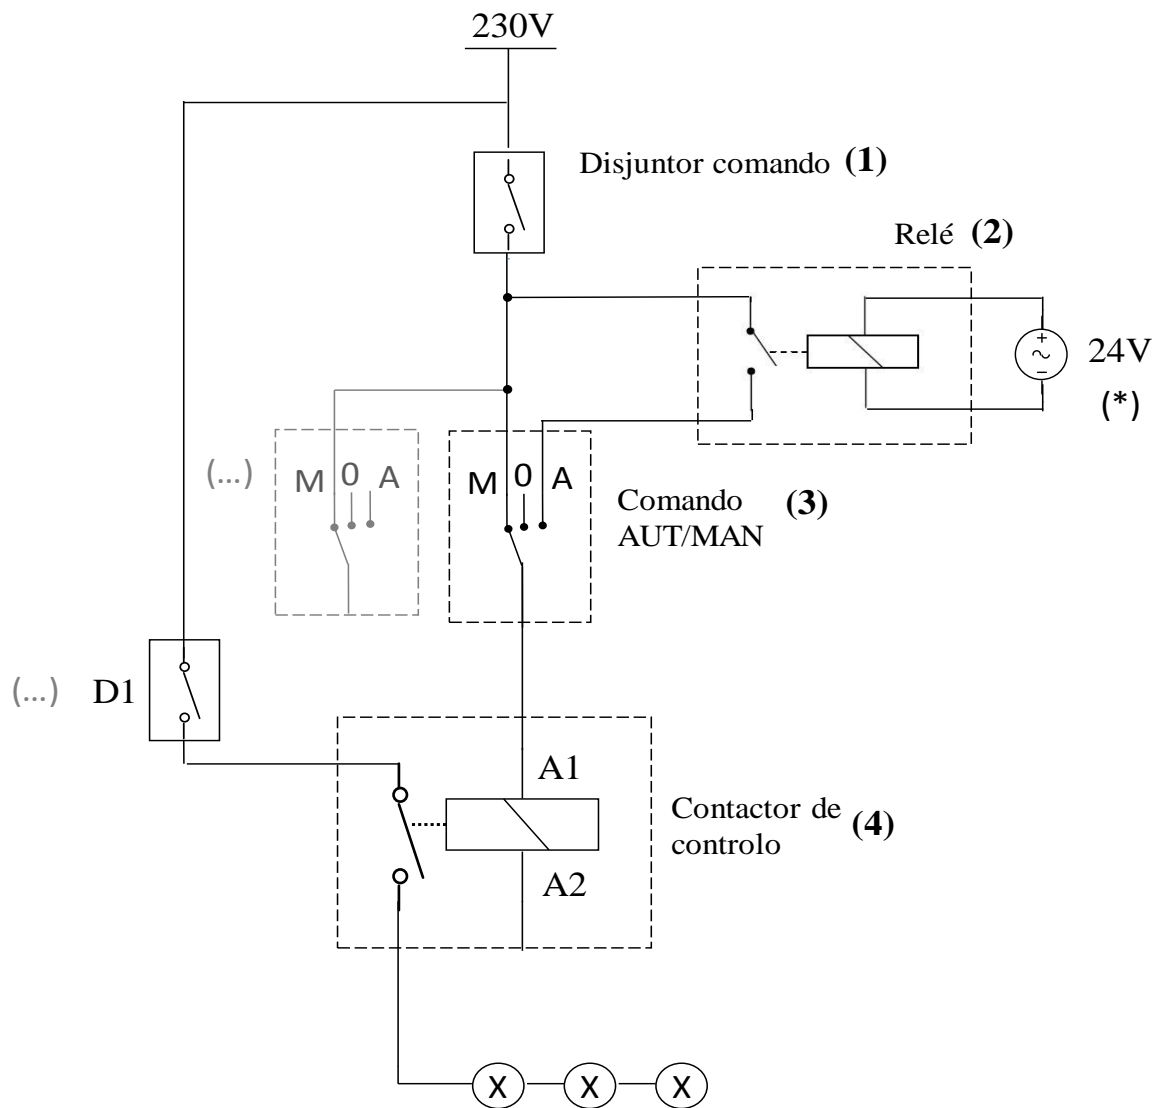 230V
Disjuntor comando (1)
Relé (2)
24V
(*)
(...)
M 0 A
M 0 A
Comando
AUT/MAN
(3)
(...) D1
A1
Contactor de
controlo
(4)
A2
X X X